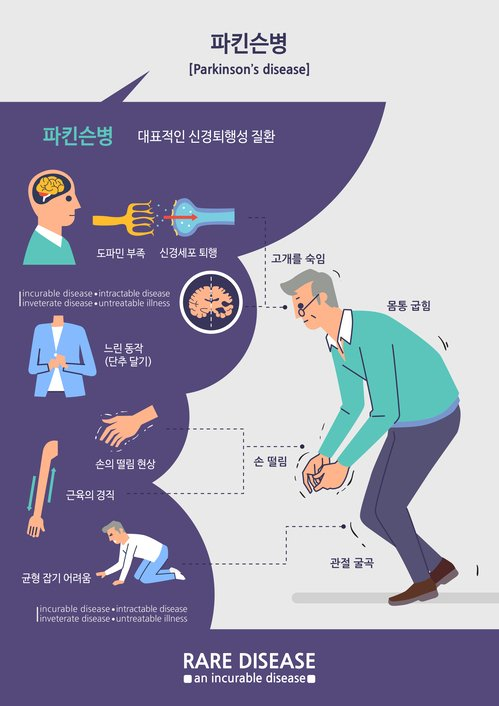 파킨슨병
[Parkinson's disease]
파킨슨병 대표적인 신경퇴행성 질환
도파민 부족 신경세포 퇴행
고개를 숙임
incurable disease•intractable disease
inveterate disease•untreatable illness
몸통 굽힘
느린 동작
(단추 달기)
손의 떨림 현상
손 떨림
근육의 경직
관절 굴곡
균형 잡기 어려움
incurable disease•intractable disease
inveterate disease•untreatable illness
RARE DISEASE
an incurable disease